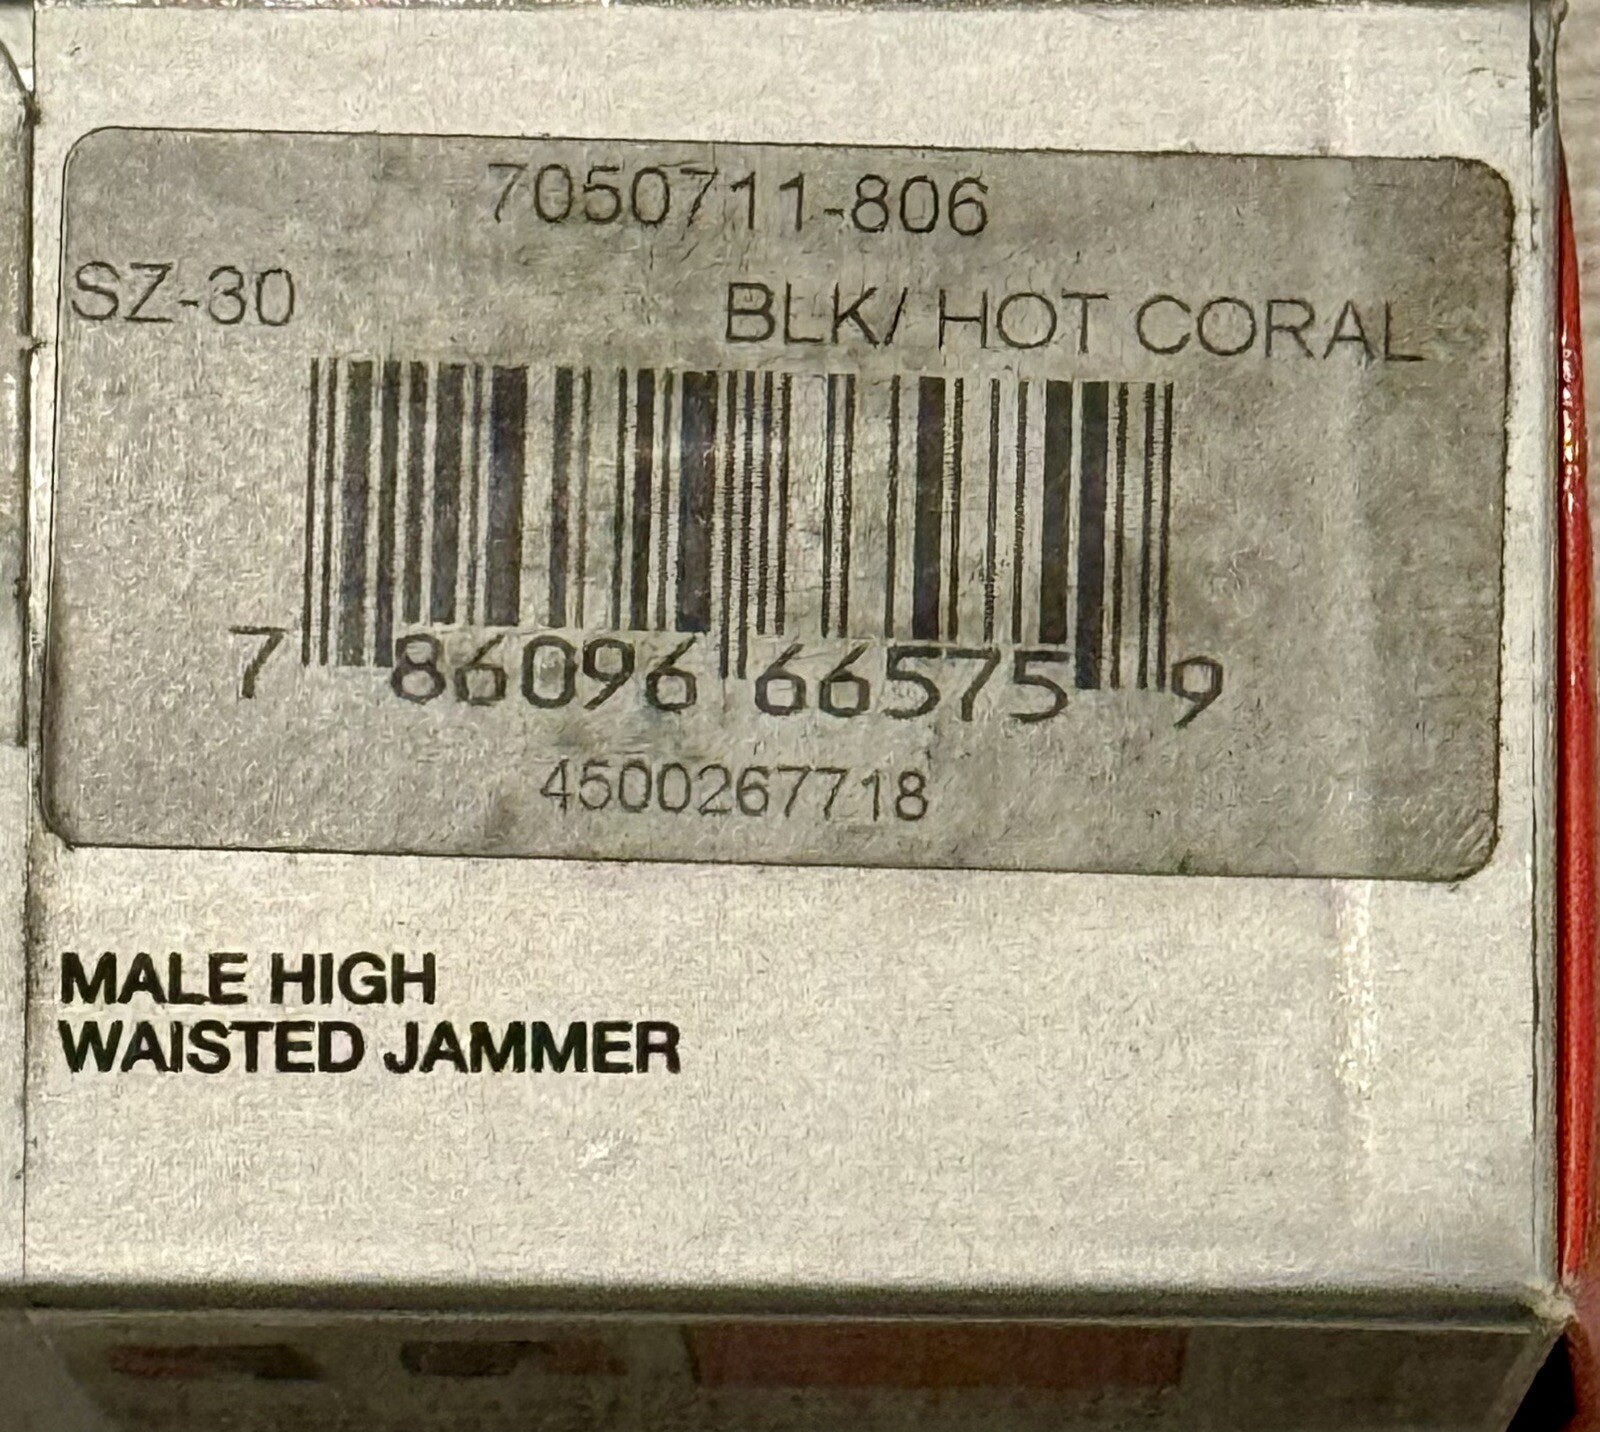 7050711-806
SZ-30
BLK/ HOT CORAL
7 86096 66575 9
4500267718
MALE HIGH
WAISTED JAMMER